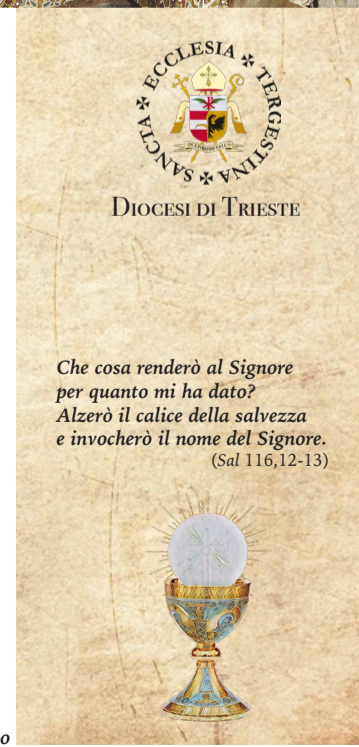 SANCTA ✠ ECCLESIA ✠ TERGESTINA ✠
DIOCESI DI TRIESTE
Che cosa renderò al Signore
per quanto mi ha dato?
Alzerò il calice della salvezza
e invocherò il nome del Signore.
(Sal 116,12-13)
o